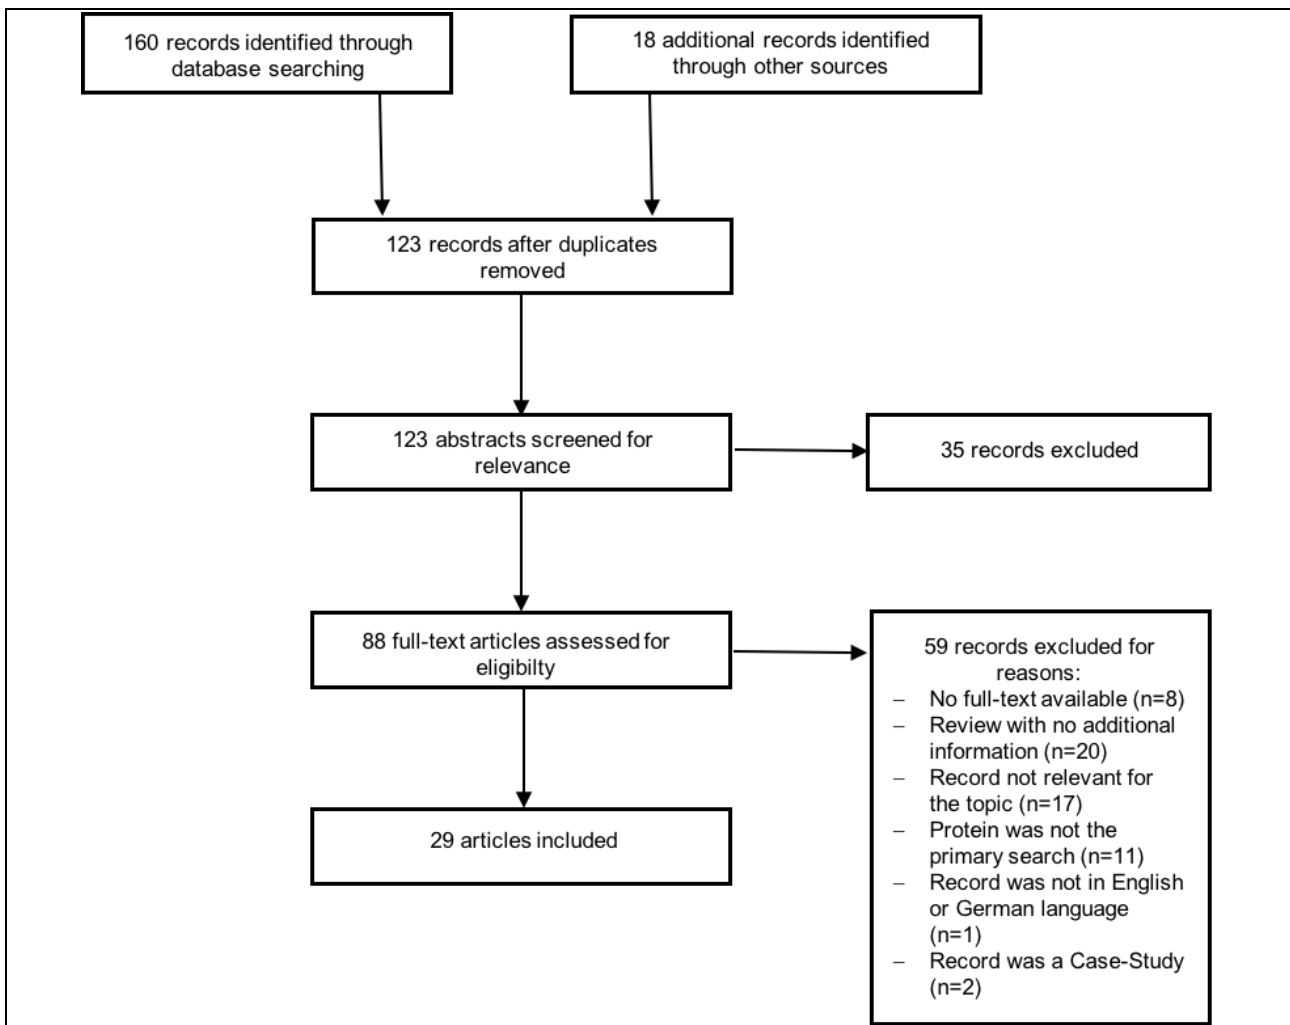 160 records identified through
database searching
18 additional records identified
through other sources
123 records after duplicates
removed
123 abstracts screened for
relevance
35 records excluded
88 full-text articles assessed for
eligibilty
59 records excluded for
reasons:
– No full-text available (n=8)
– Review with no additional
information (n=20)
– Record not relevant for
the topic (n=17)
– Protein was not the
primary search (n=11)
– Record was not in English
or German language
(n=1)
– Record was a Case-Study
(n=2)
29 articles included